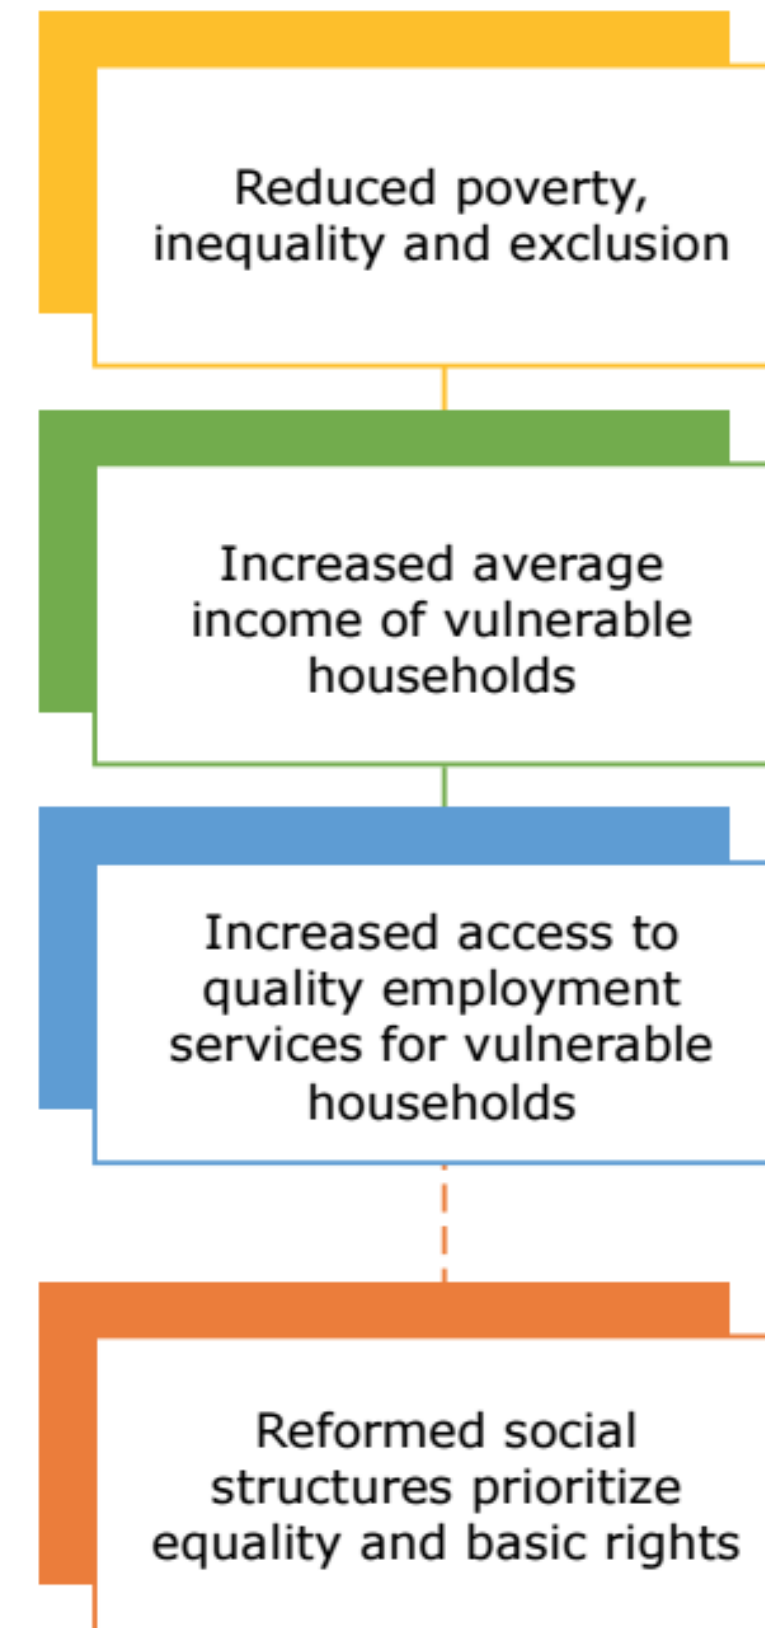 Reduced poverty,
inequality and exclusion
Increased average
income of vulnerable
households
Increased access to
quality employment
services for vulnerable
households
Reformed social
structures prioritize
equality and basic rights